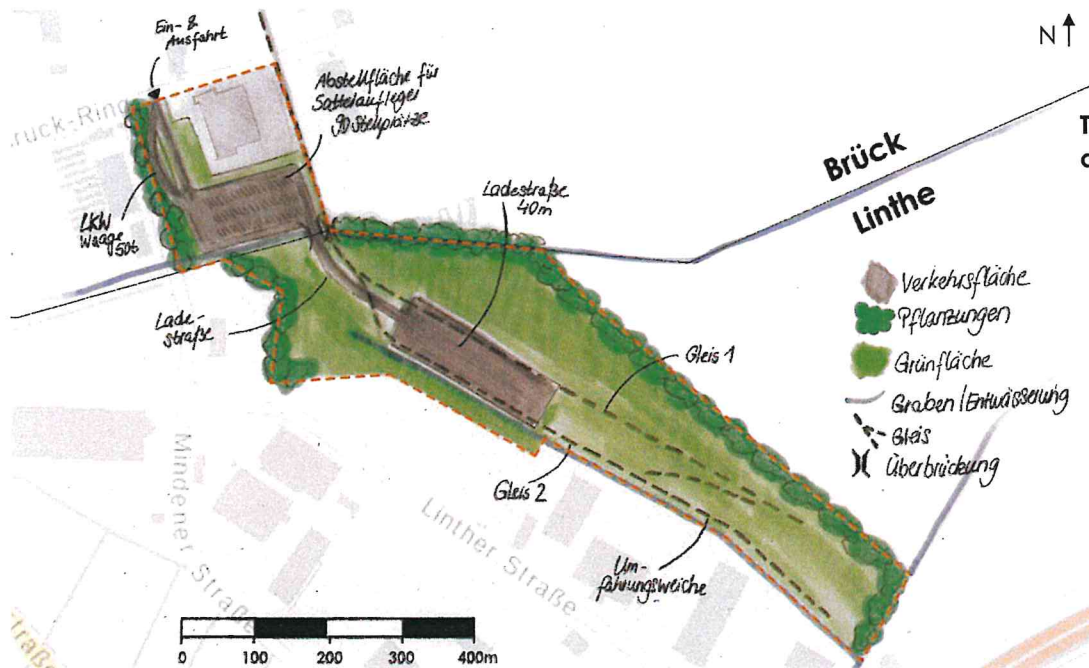 Ein- &
Ausfahrt
N
Abstellfläche für
Sattelauflieger
90 Stellplätze
Brück
Linthe
Ladestraße
40m
LKW
Waage
50t
Lade-
straße
Gleis 1
Gleis 2
Um-
fahrungsweiche
Verkehrsfläche
Pflanzungen
Grünfläche
Graben/Entwässerung
Gleis
Überbrückung
Mindener Straße
Linther Straße
straße
0 100 200 300 400m